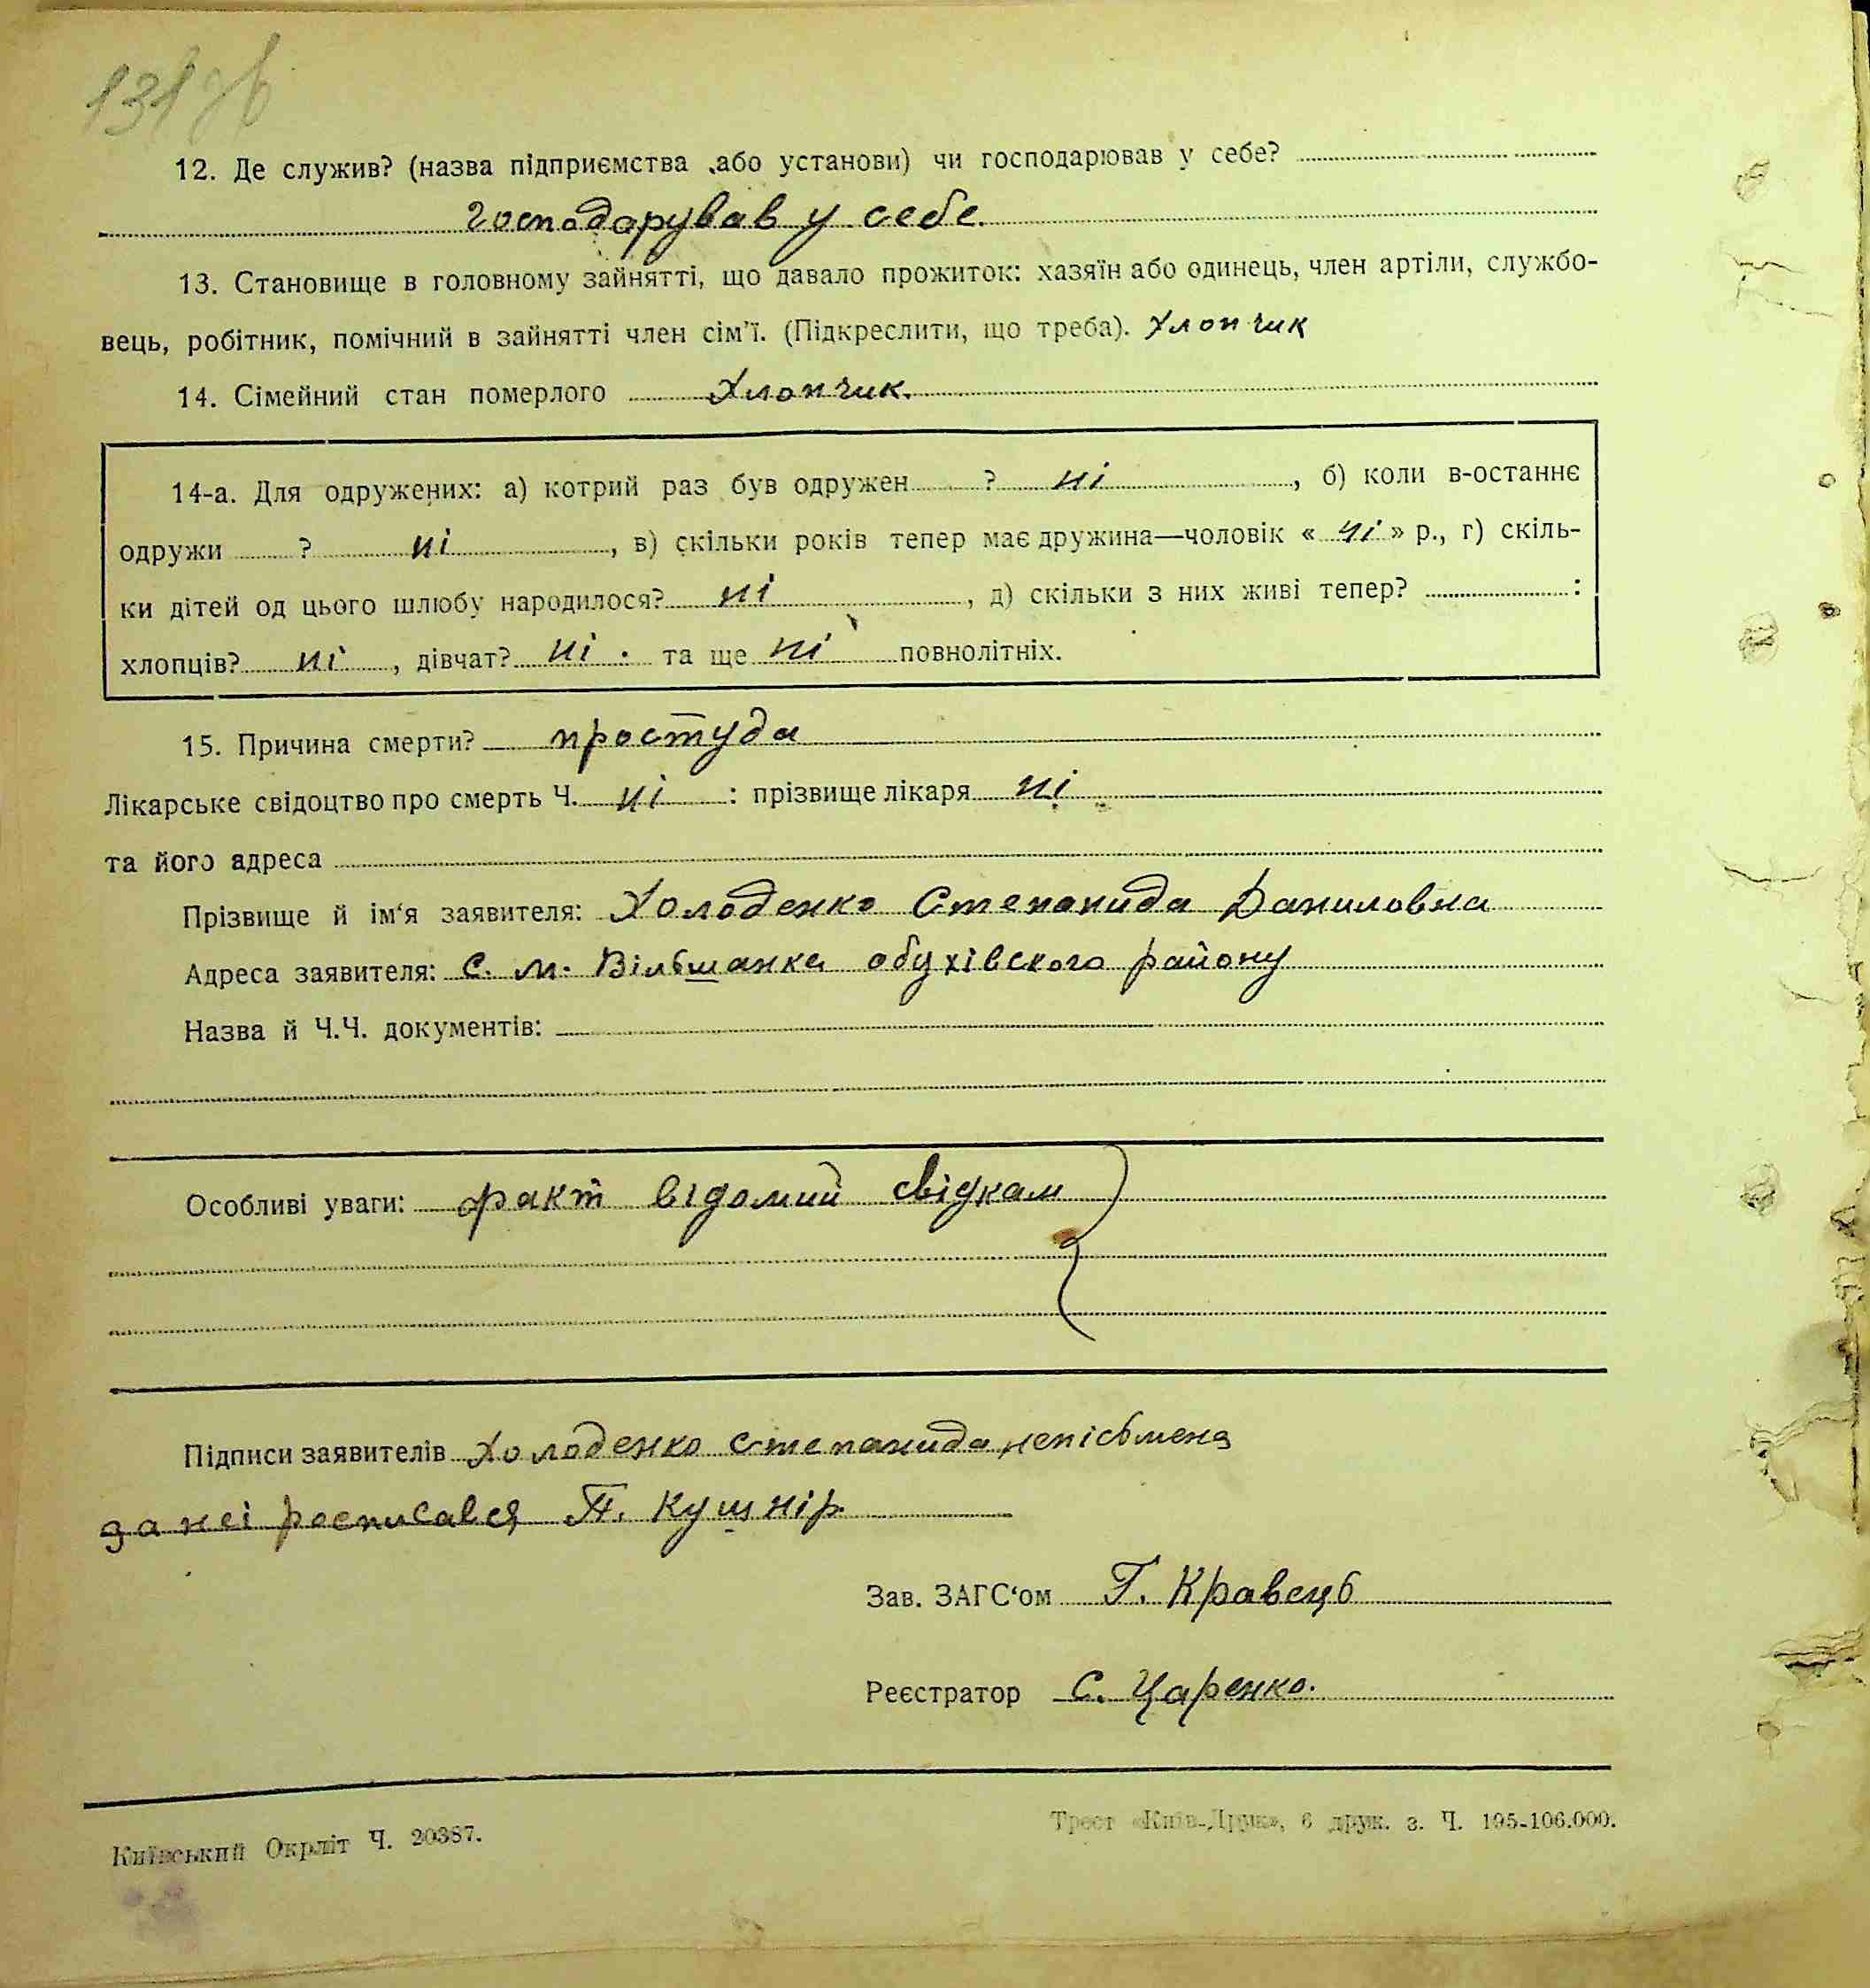 131 зв
12. Де служив? (назва підприємства або установи) чи господарював у себе?
господарував у себе.
13. Становище в головному зайнятті, що давало прожиток: хазяїн або одинець, член артіли, службо-
вець, робітник, помічний в зайнятті член сім'ї. (Підкреслити, що треба). Хлопчик
14. Сімейний стан померлого Хлопчик.
14-а. Для одружених: а) котрий раз був одружен ? ні, б) коли в-останнє
одружи ? ні, в) скільки років тепер має дружина—чоловік « ні » р., г) скіль-
ки дітей од цього шлюбу народилося? ні, д) скільки з них живі тепер? :
хлопців? ні, дівчат? ні. та ще ні повнолітніх.
15. Причина смерти? простуда
Лікарське свідоцтво про смерть Ч. ні : прізвище лікаря ні
та його адреса
Прізвище й ім'я заявителя: Холоденко Степанида Даниловна
Адреса заявителя: с. м. Вільшанка обухівского району
Назва й Ч.Ч. документів:
Особливі уваги: факт відомий свідкам
Підписи заявителів Холоденко Степанида непісьмена
за неі росписався П. Кушнір
Зав. ЗАГС'ом Г. Кравець
Реєстратор С. Царенко.
Київський Окрліт Ч. 20387.
Трест «Київ-Друк», 6 друк. з. Ч. 195-106.000.